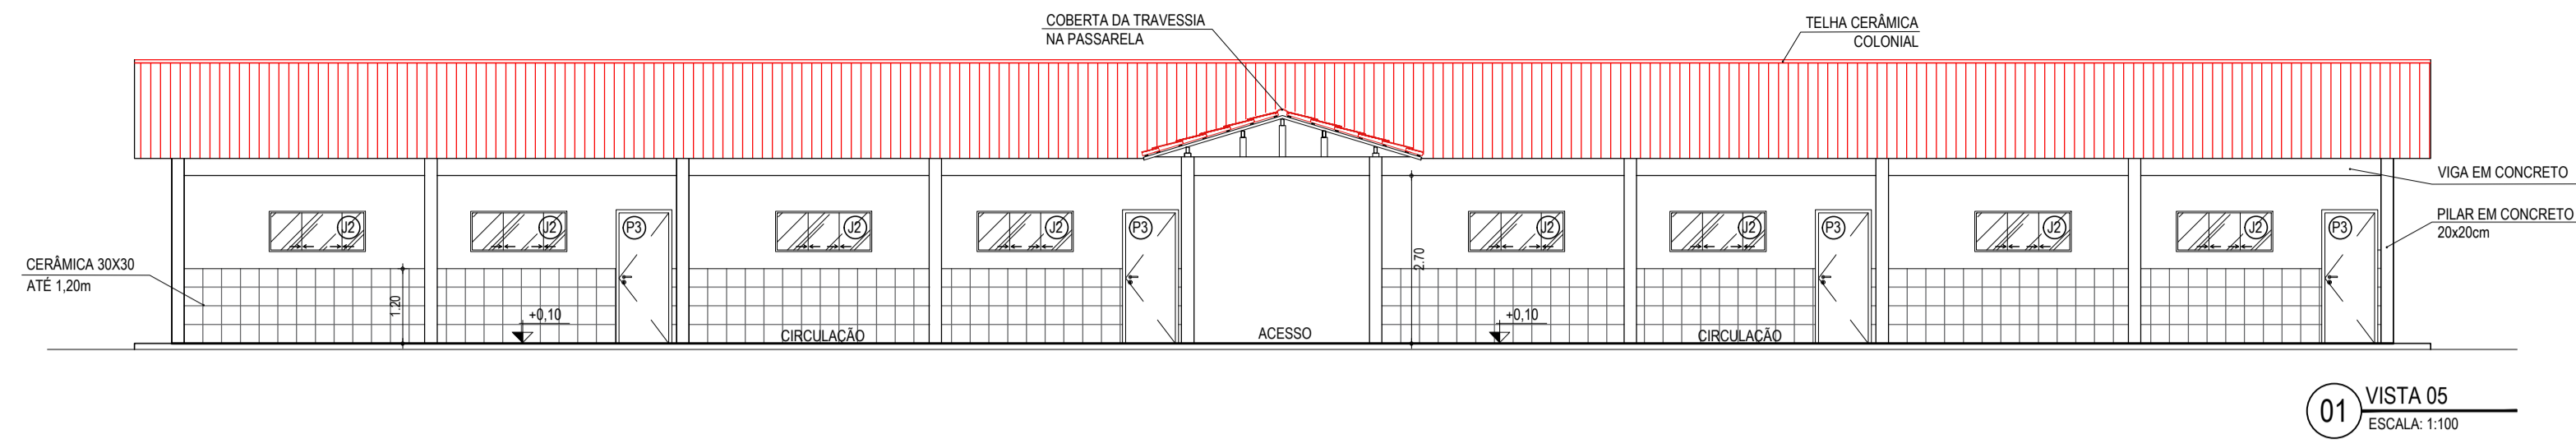 COBERTA DA TRAVESSIA
NA PASSARELA
TELHA CERÂMICA
COLONIAL
VIGA EM CONCRETO
PILAR EM CONCRETO
20x20cm
CERÂMICA 30X30
ATÉ 1,20m
J2
J2
P3
J2
J2
P3
J2
J2
P3
J2
J2
P3
1.20
+0,10
CIRCULAÇÃO
ACESSO
2.70
+0,10
CIRCULAÇÃO
01
VISTA 05
ESCALA: 1:100